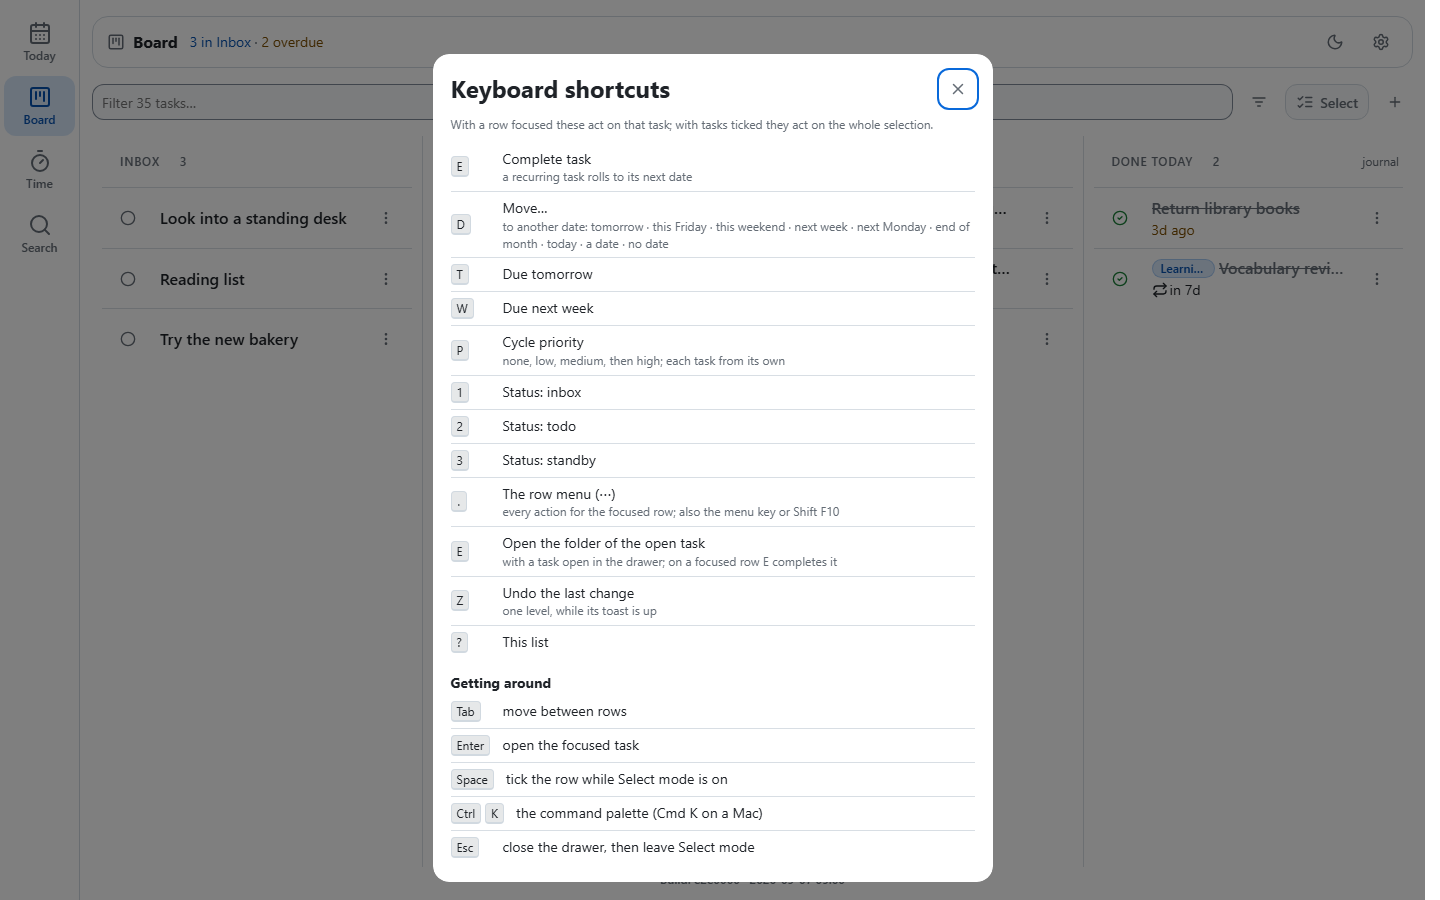 Today
Board
Time
Search
Board 3 in Inbox · 2 overdue
Filter 35 tasks...
Select
INBOX 3
Look into a standing desk
Reading list
Try the new bakery
DONE TODAY 2
journal
Return library books
3d ago
Learni... Vocabulary revi...
in 7d
Keyboard shortcuts
With a row focused these act on that task; with tasks ticked they act on the whole selection.
E Complete task
a recurring task rolls to its next date
D Move...
to another date: tomorrow · this Friday · this weekend · next week · next Monday · end of
month · today · a date · no date
T Due tomorrow
W Due next week
P Cycle priority
none, low, medium, then high; each task from its own
1 Status: inbox
2 Status: todo
3 Status: standby
. The row menu (···)
every action for the focused row; also the menu key or Shift F10
E Open the folder of the open task
with a task open in the drawer; on a focused row E completes it
Z Undo the last change
one level, while its toast is up
? This list
Getting around
Tab move between rows
Enter open the focused task
Space tick the row while Select mode is on
Ctrl K the command palette (Cmd K on a Mac)
Esc close the drawer, then leave Select mode